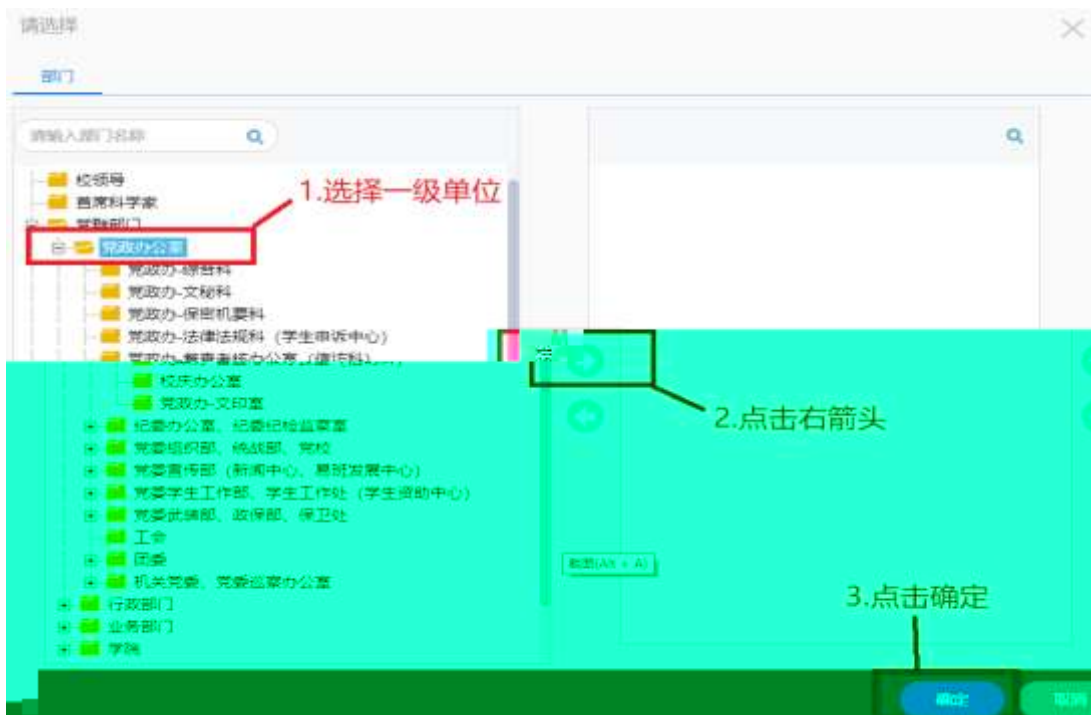 请选择
部门
请输入部门名称
校领导
首席科学家
1.选择一级单位
党群部门
党政办公室
党政办-综合科
党政办-文秘科
党政办-保密机要科
党政办-法律法规科（学生申诉中心）
校庆办公室
党政办-文印室
2.点击右箭头
纪委办公室、纪委纪检监察室
党委组织部、统战部、党校
党委宣传部（新闻中心、易班发展中心）
党委学生工作部、学生工作处（学生资助中心）
党委武装部、政保部、保卫处
工会
团委
截图(Alt + A)
机关党委、党委巡察办公室
3.点击确定
行政部门
业务部门
学院
确定
取消